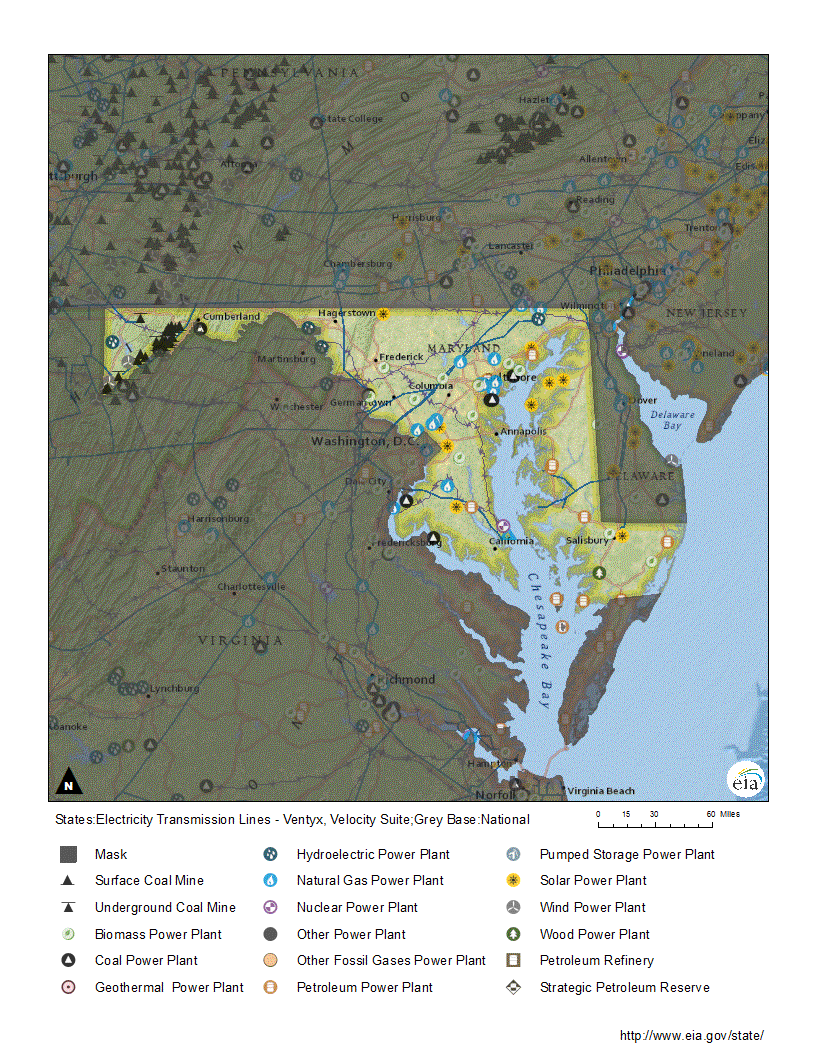 PENNSYLVANIA
Hazlet
State College
Altoona
ttsburgh
Allentown
Reading
Harrisburg
Trenton
Lancaster
Chambersburg
Philadelphi
Wilmingt
NEW JERSEY
Cumberland
Hagerstown
Martinsburg
MARYLAND
Frederick
ineland
Columbia
Winchester
Germantown
Dover
Delaware
Bay
Annapolis
Washington, D.C.
DELAWARE
Dale City
Harrisonburg
Fredericksburg
California
Salisbury
Staunton
Charlottesville
Chesapeake Bay
VIRGINIA
Richmond
Lynchburg
oanoke
Hampton
Norfolk
Virginia Beach
N
eia
States:Electricity Transmission Lines - Ventyx, Velocity Suite;Grey Base:National
0 15 30 60 Miles
Mask
Hydroelectric Power Plant
Pumped Storage Power Plant
Surface Coal Mine
Natural Gas Power Plant
Solar Power Plant
Underground Coal Mine
Nuclear Power Plant
Wind Power Plant
Biomass Power Plant
Other Power Plant
Wood Power Plant
Coal Power Plant
Other Fossil Gases Power Plant
Petroleum Refinery
Geothermal Power Plant
Petroleum Power Plant
Strategic Petroleum Reserve
http://www.eia.gov/state/